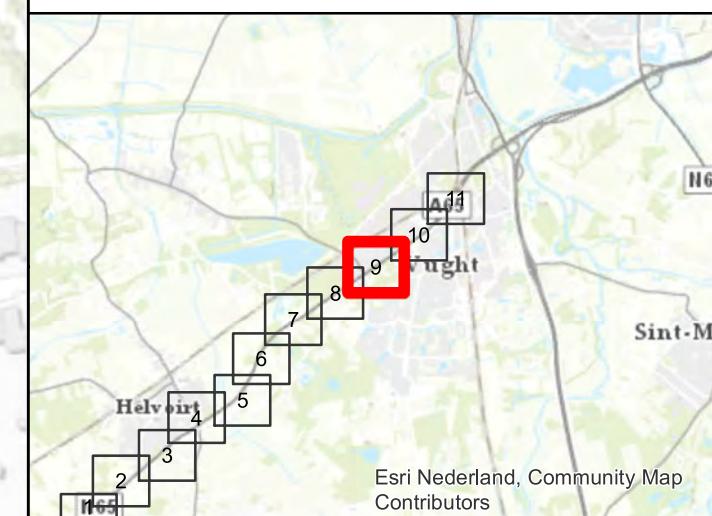 N6
11
A65
10
9
Vught
8
7
Sint-M
6
5
Helvoirt
4
3
2
Esri Nederland, Community Map
Contributors
1
N65